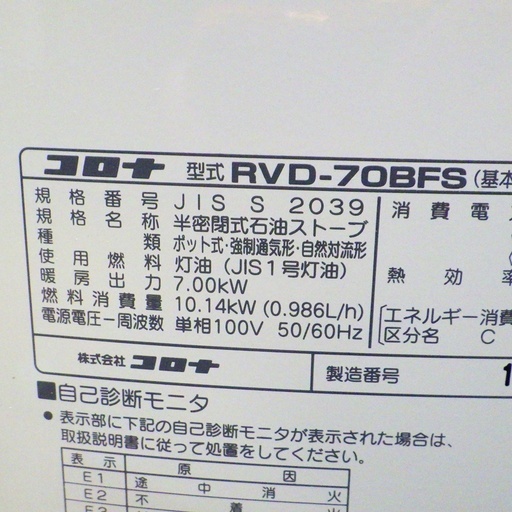 コロナ 型式 RVD-70BFS (基本
規格番号 JIS S 2039
規格名称 半密閉式石油ストーブ
種類 ポット式・強制通気形・自然対流形
使用燃料 灯油 (JIS1号灯油)
暖房出力 7.00kW
燃料消費量 10.14kW (0.986L/h)
電源電圧一周波数 単相100V 50/60Hz
消費電
熱効率
エネルギー消費
区分名 C
株式会社 コロナ
製造番号 1
■自己診断モニタ
● 表示部に下記の自己診断モニタが表示された場合は、
取扱説明書に従って処置をしてください。
表示 原因
E1 途中消火
E2 不着火